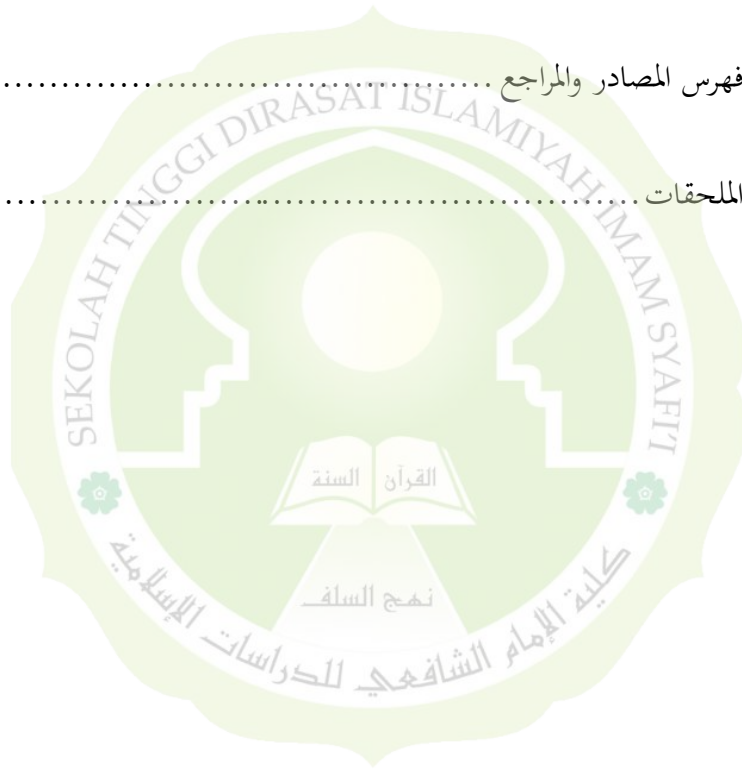 فهرس المصادر والمراجع ............................................
الملحقات ............................................
SEKOLAH TINGGI DIRASAT ISLAMIYAH IMAM SYAFI'I
القرآن السنة
نهج السلف
كلية الإمام الشافعي للدراسات الإسلامية